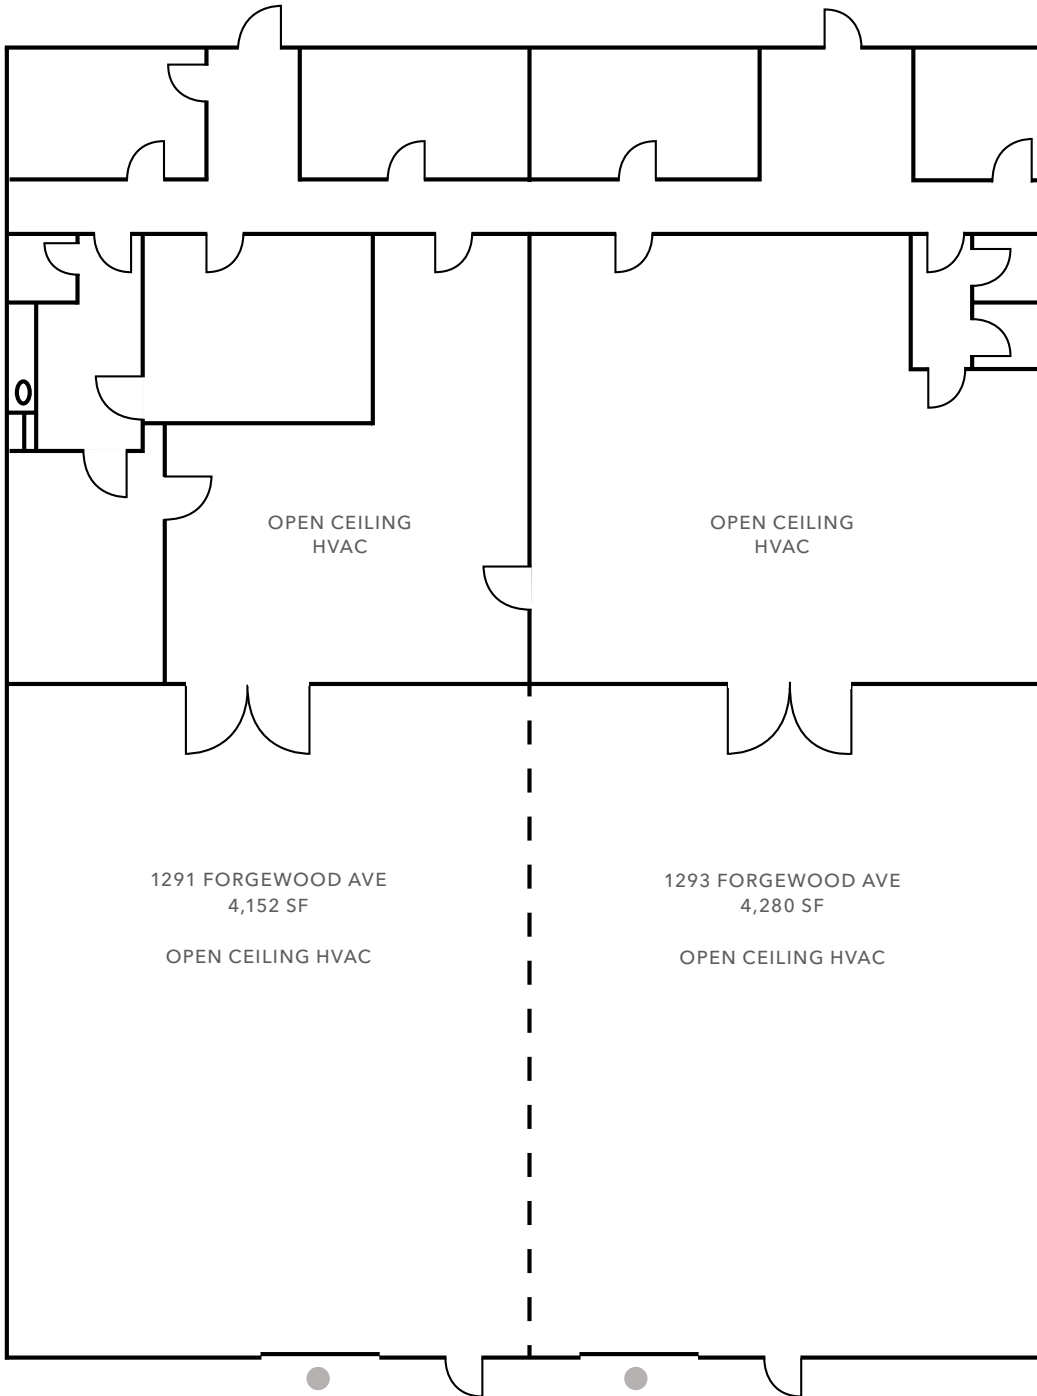 OPEN CEILING
HVAC
OPEN CEILING
HVAC
1291 FORGEWOOD AVE
4,152 SF
OPEN CEILING HVAC
1293 FORGEWOOD AVE
4,280 SF
OPEN CEILING HVAC